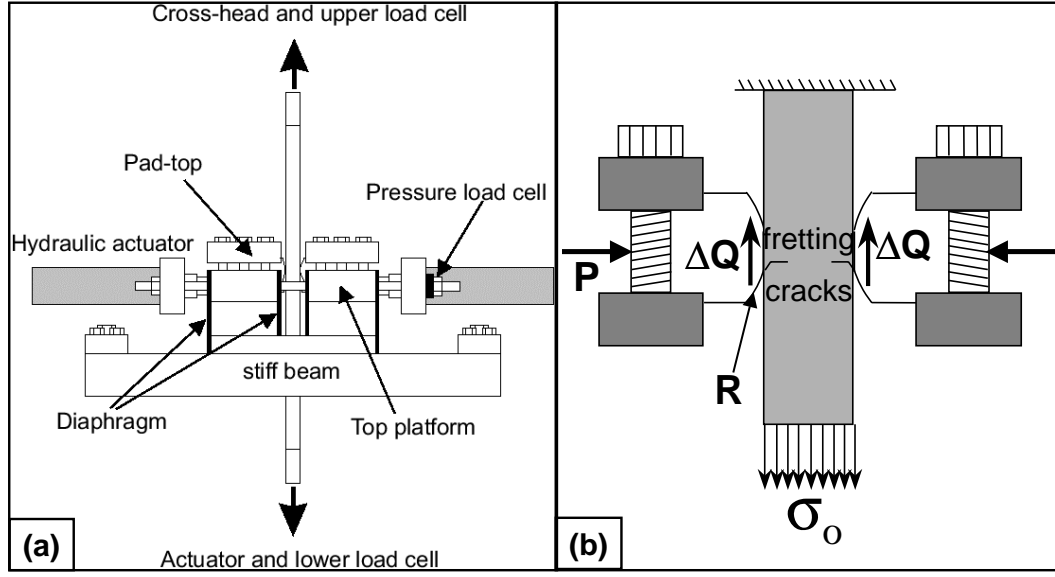 Cross-head and upper load cell
Pad-top
Pressure load cell
Hydraulic actuator
stiff beam
Diaphragm
Top platform
(a)
Actuator and lower load cell
P
ΔQ
fretting
ΔQ
cracks
R
σo
(b)